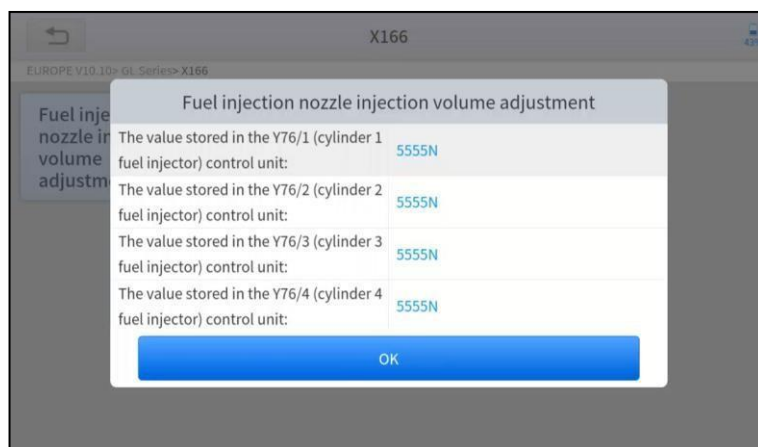 X166
43%
EUROPE V10.10> GL Series> X166
Fuel inje
nozzle in
volume
adjustm
Fuel injection nozzle injection volume adjustment
The value stored in the Y76/1 (cylinder 1
fuel injector) control unit:
5555N
The value stored in the Y76/2 (cylinder 2
fuel injector) control unit:
5555N
The value stored in the Y76/3 (cylinder 3
fuel injector) control unit:
5555N
The value stored in the Y76/4 (cylinder 4
fuel injector) control unit:
5555N
OK